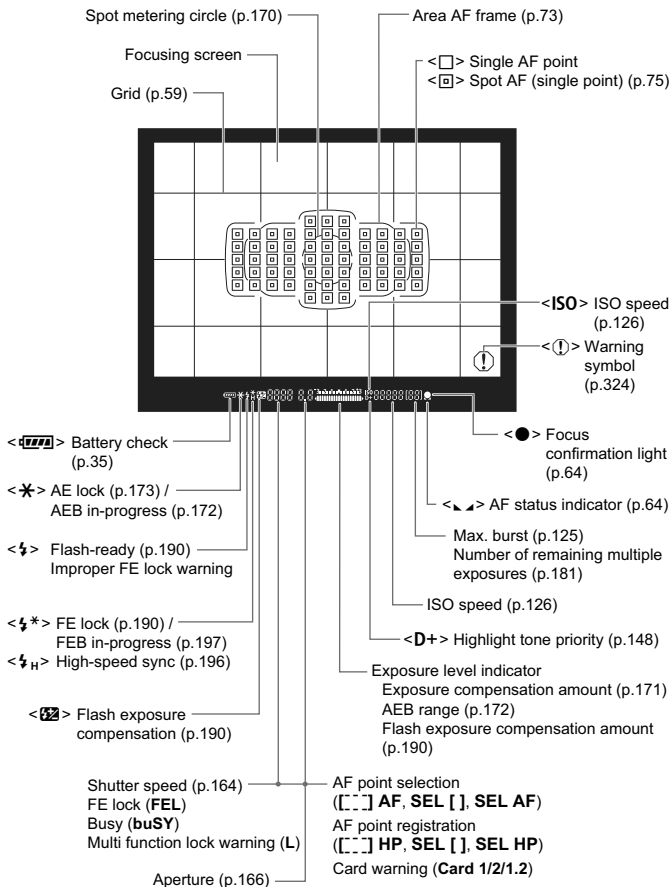 Spot metering circle (p.170)
Area AF frame (p.73)
Focusing screen
< > Single AF point
< > Spot AF (single point) (p.75)
Grid (p.59)
<ISO> ISO speed
(p.126)
< > Warning
symbol
(p.324)
< > Battery check
(p.35)
< > Focus
confirmation light
(p.64)
< > AE lock (p.173) /
AEB in-progress (p.172)
< > AF status indicator (p.64)
< > Flash-ready (p.190)
Improper FE lock warning
Max. burst (p.125)
Number of remaining multiple
exposures (p.181)
ISO speed (p.126)
< * > FE lock (p.190) /
FEB in-progress (p.197)
< H > High-speed sync (p.196)
<D+> Highlight tone priority (p.148)
Exposure level indicator
Exposure compensation amount (p.171)
AEB range (p.172)
Flash exposure compensation amount
(p.190)
< > Flash exposure
compensation (p.190)
Shutter speed (p.164)
FE lock (FEL)
Busy (buSY)
Multi function lock warning (L)
Aperture (p.166)
AF point selection
([ ] AF, SEL [ ], SEL AF)
AF point registration
([ ] HP, SEL [ ], SEL HP)
Card warning (Card 1/2/1.2)